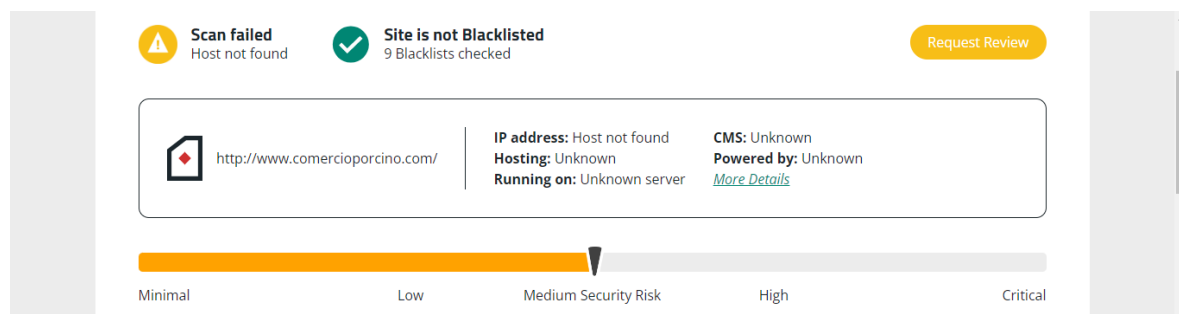 Scan failed
Host not found
Site is not Blacklisted
9 Blacklists checked
Request Review
http://www.comercioporcino.com/
IP address: Host not found
Hosting: Unknown
Running on: Unknown server
CMS: Unknown
Powered by: Unknown
More Details
Minimal
Low
Medium Security Risk
High
Critical